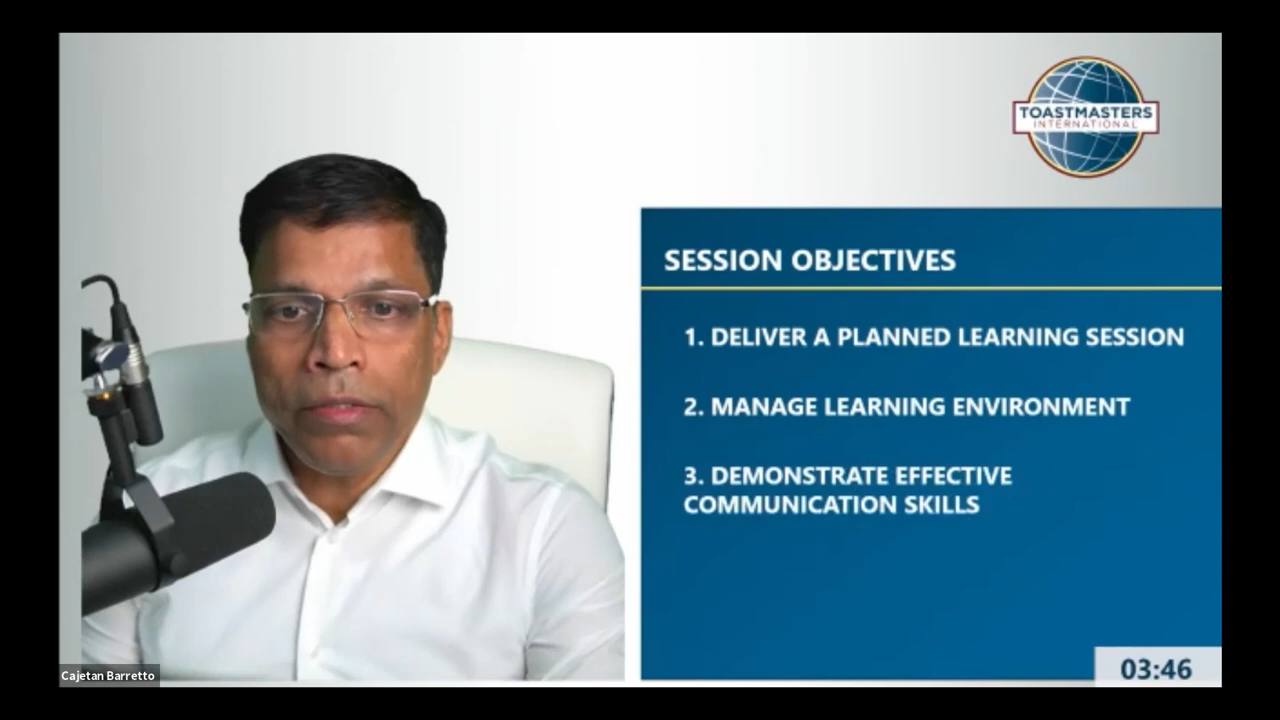 TOASTMASTERS
INTERNATIONAL
SESSION OBJECTIVES
1. DELIVER A PLANNED LEARNING SESSION
2. MANAGE LEARNING ENVIRONMENT
3. DEMONSTRATE EFFECTIVE
COMMUNICATION SKILLS
Cajetan Barretto
03:46